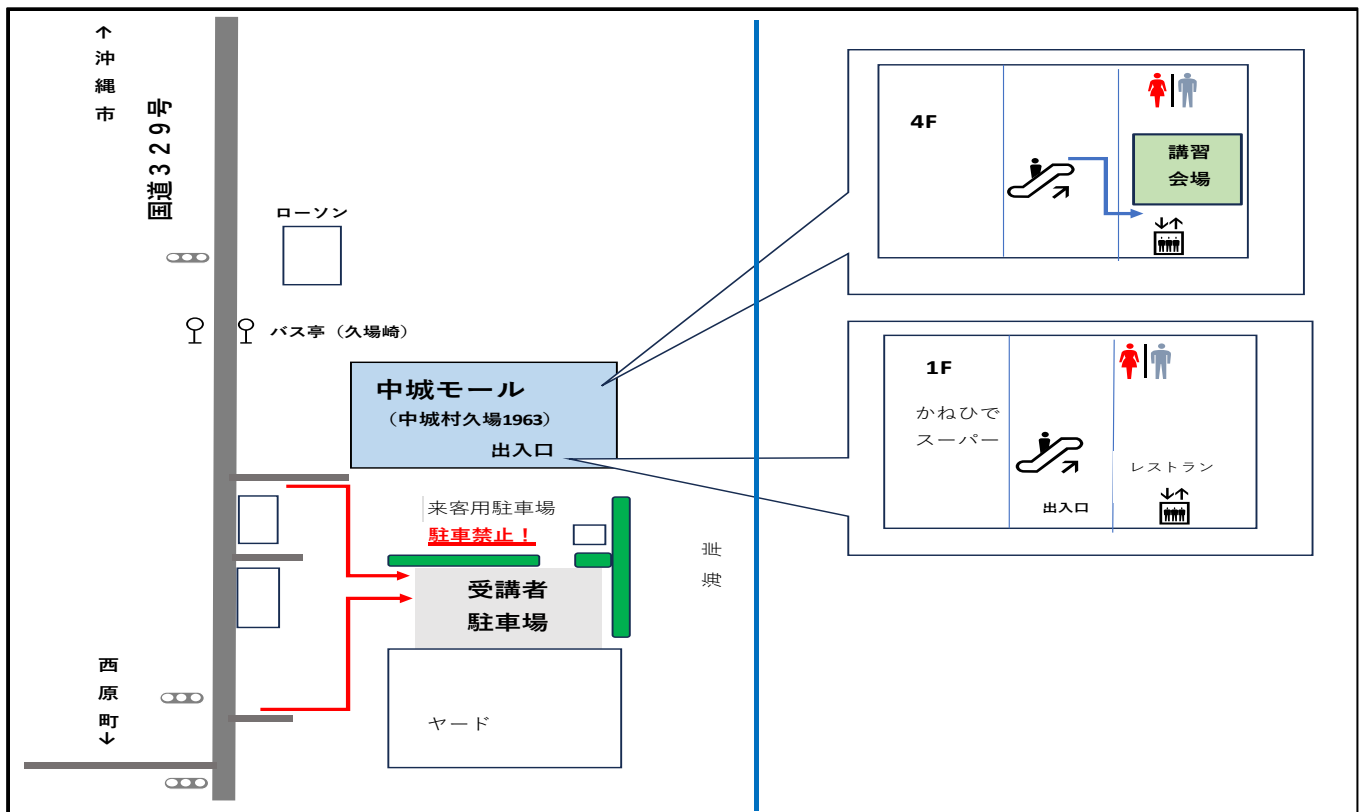 ↑沖縄市
国道３２９号
ローソン
バス亭（久場崎）
中城モール
（中城村久場1963）
出入口
来客用駐車場
駐車禁止！
受講者
駐車場
ヤード
海岸
西原町↓
4F
講習
会場
1F
かねひで
スーパー
レストラン
出入口